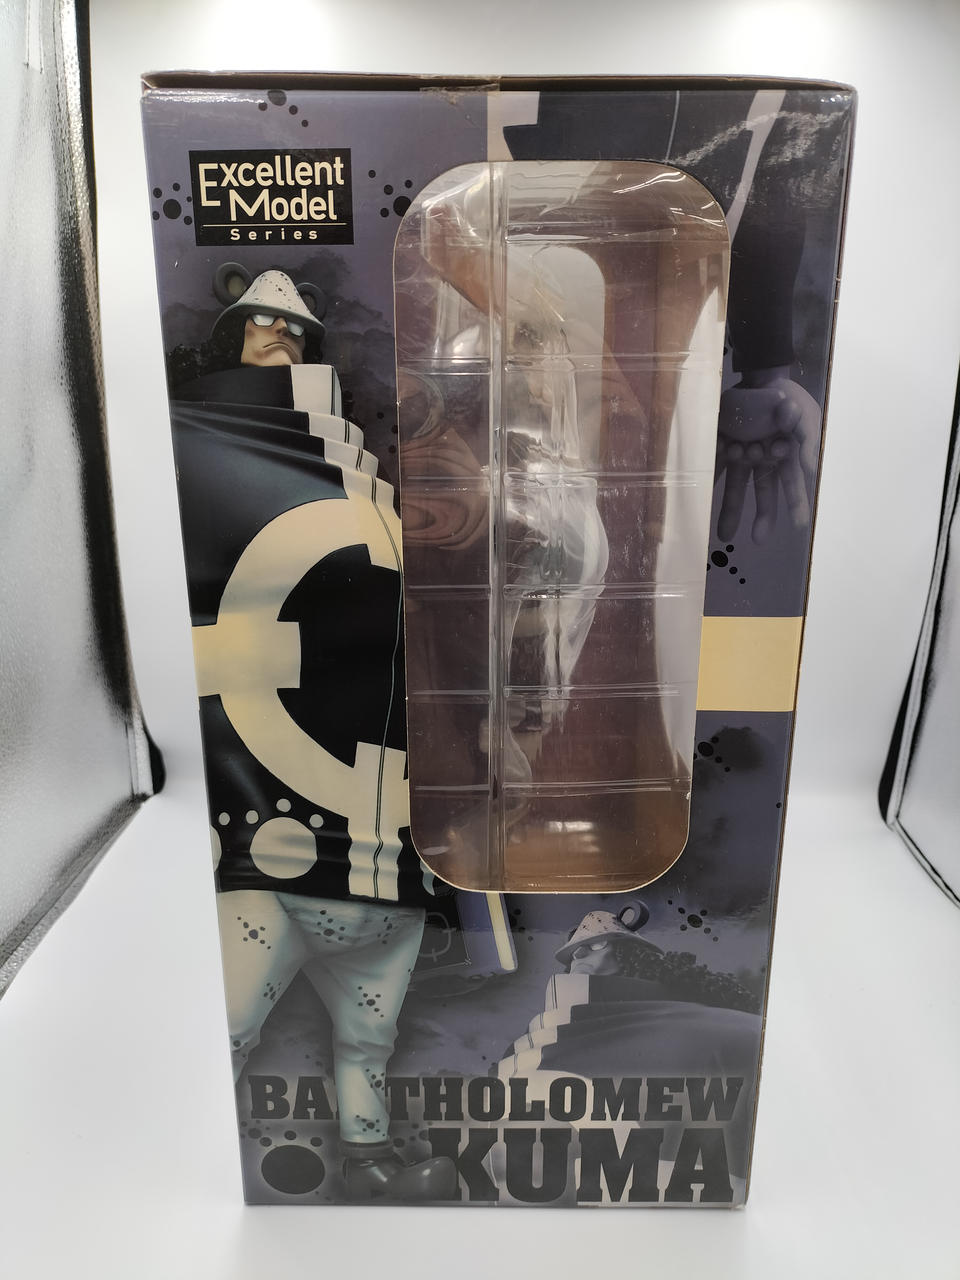 Excellent
Model
Series
BARTHOLOMEW
KUMA